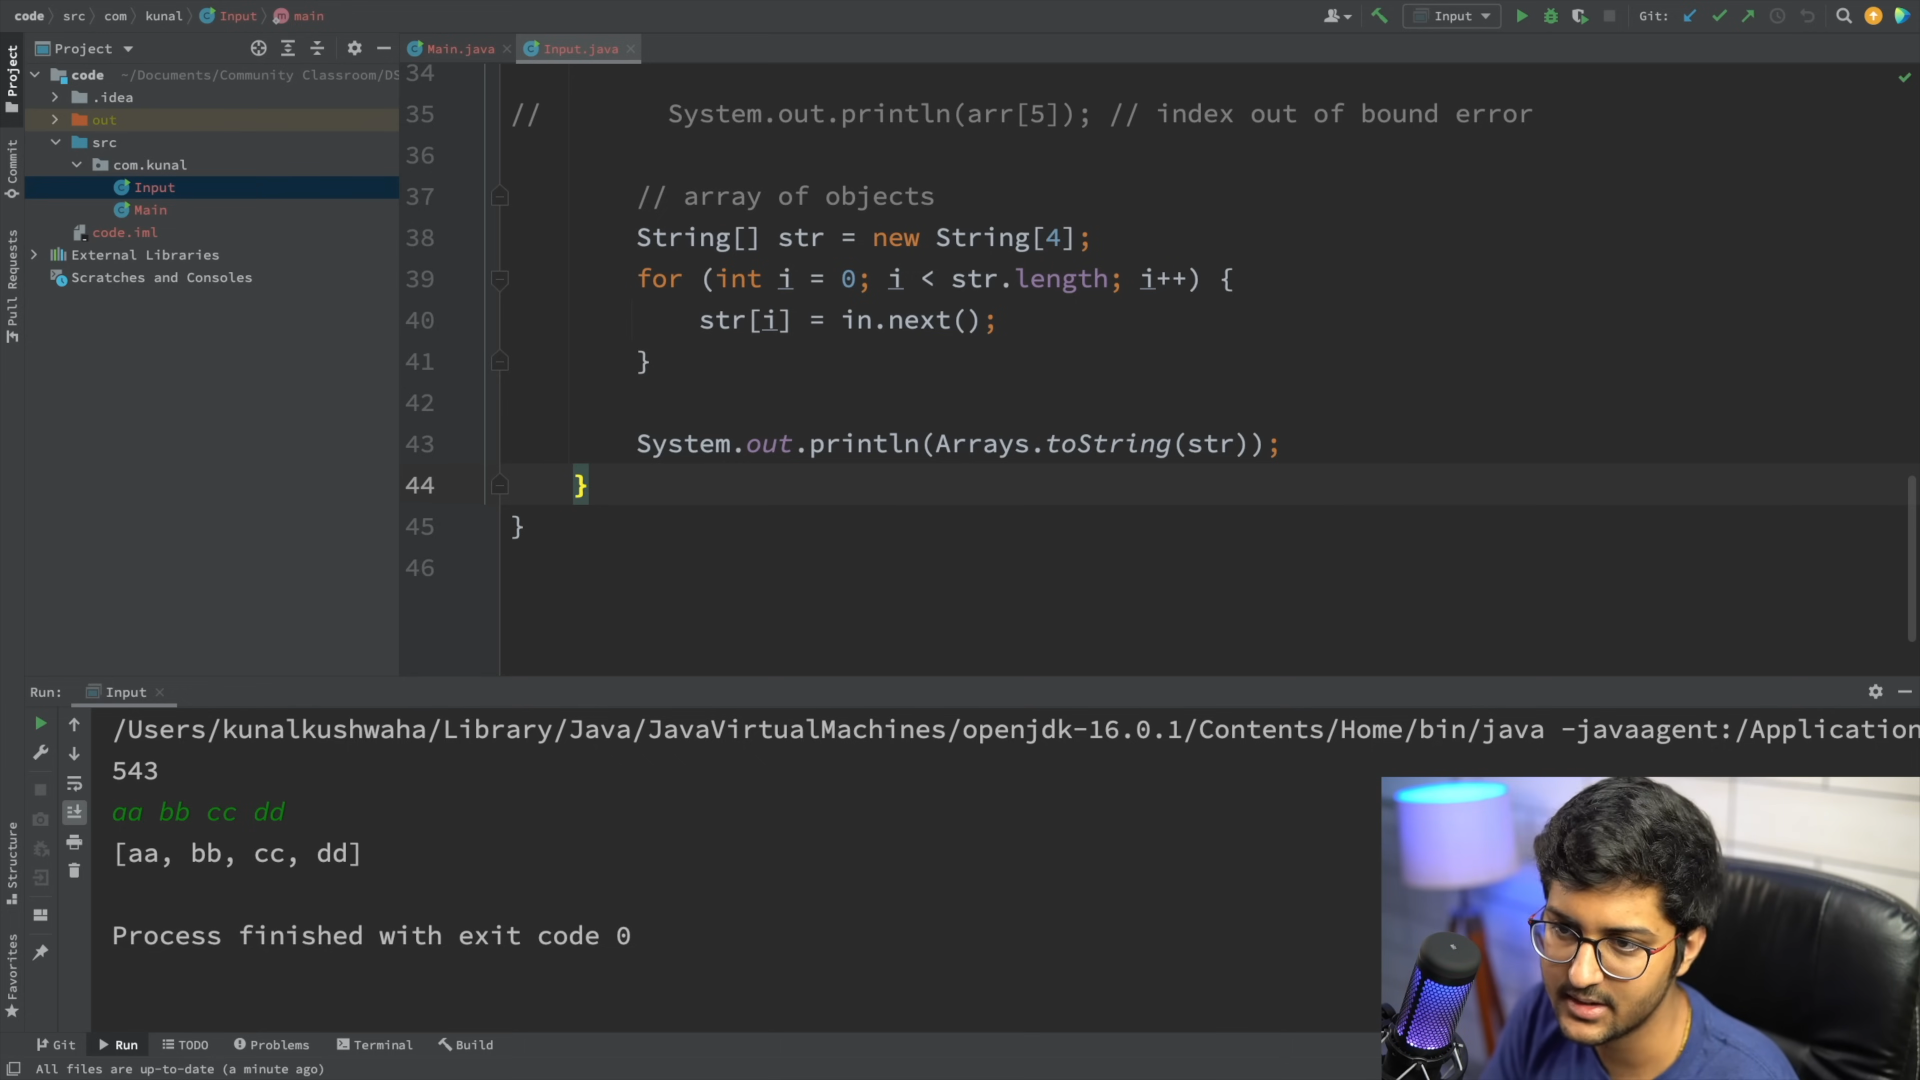 code src com kunal Input main
Input Git:
Project
Main.java Input.java
code ~/Documents/Community Classroom/DS
.idea
out
src
com.kunal
Input
Main
code.iml
External Libraries
Scratches and Consoles
Project
Commit
Pull Requests
Structure
Favorites
34
35 // System.out.println(arr[5]); // index out of bound error
36
37 // array of objects
38 String[] str = new String[4];
39 for (int i = 0; i < str.length; i++) {
40 str[i] = in.next();
41 }
42
43 System.out.println(Arrays.toString(str));
44 }
45 }
46
Run: Input
/Users/kunalkushwaha/Library/Java/JavaVirtualMachines/openjdk-16.0.1/Contents/Home/bin/java -javaagent:/Application
543
aa bb cc dd
[aa, bb, cc, dd]
Process finished with exit code 0
Git Run TODO Problems Terminal Build
All files are up-to-date (a minute ago)